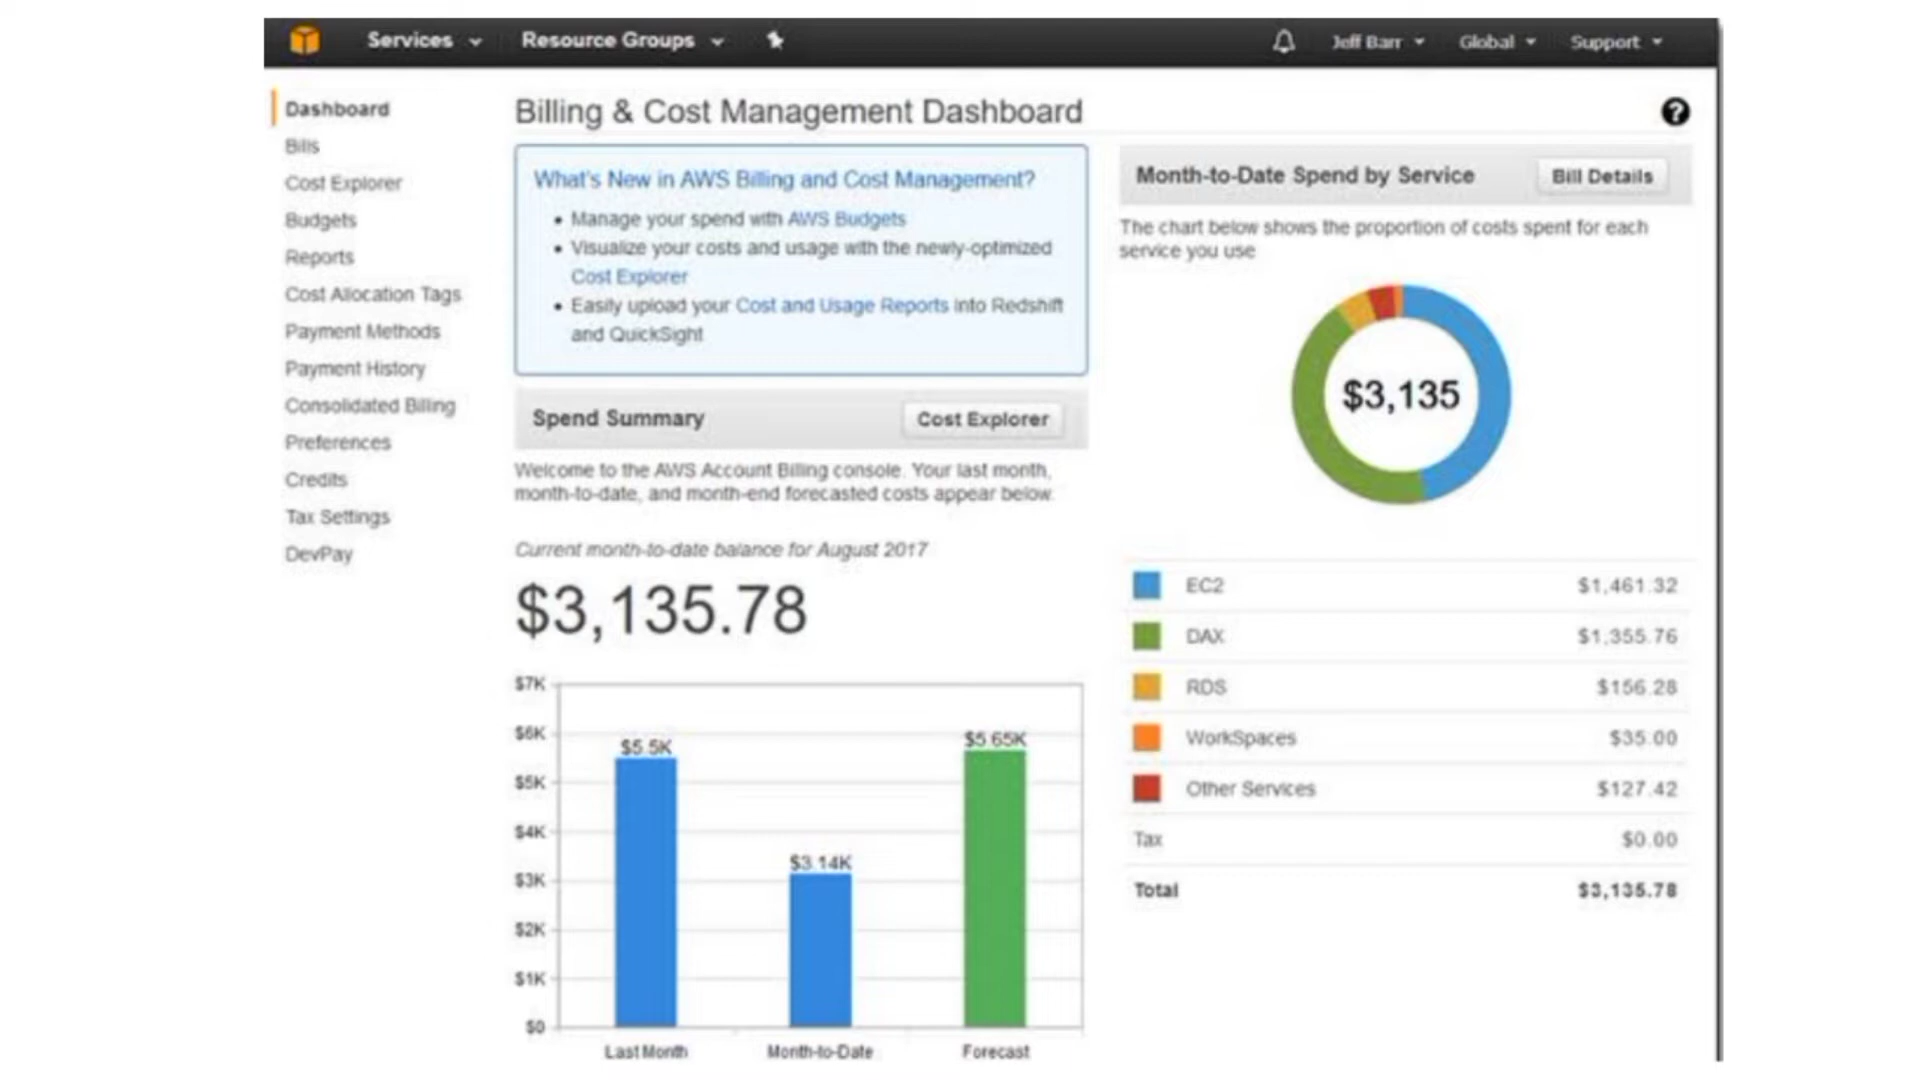 Services Resource Groups Jeff Barr Global Support
Dashboard
Bills
Cost Explorer
Budgets
Reports
Cost Allocation Tags
Payment Methods
Payment History
Consolidated Billing
Preferences
Credits
Tax Settings
DevPay
Billing & Cost Management Dashboard
?
What's New in AWS Billing and Cost Management?
• Manage your spend with AWS Budgets
• Visualize your costs and usage with the newly-optimized
Cost Explorer
• Easily upload your Cost and Usage Reports into Redshift
and QuickSight
Spend Summary Cost Explorer
Welcome to the AWS Account Billing console. Your last month,
month-to-date, and month-end forecasted costs appear below.
Current month-to-date balance for August 2017
$3,135.78
$7K
$6K
$5K
$4K
$3K
$2K
$1K
$0
$5.5K
$3.14K
$5.65K
Last Month Month-to-Date Forecast
Month-to-Date Spend by Service Bill Details
The chart below shows the proportion of costs spent for each
service you use
$3,135
EC2 $1,461.32
DAX $1,355.76
RDS $156.28
WorkSpaces $35.00
Other Services $127.42
Tax $0.00
Total $3,135.78